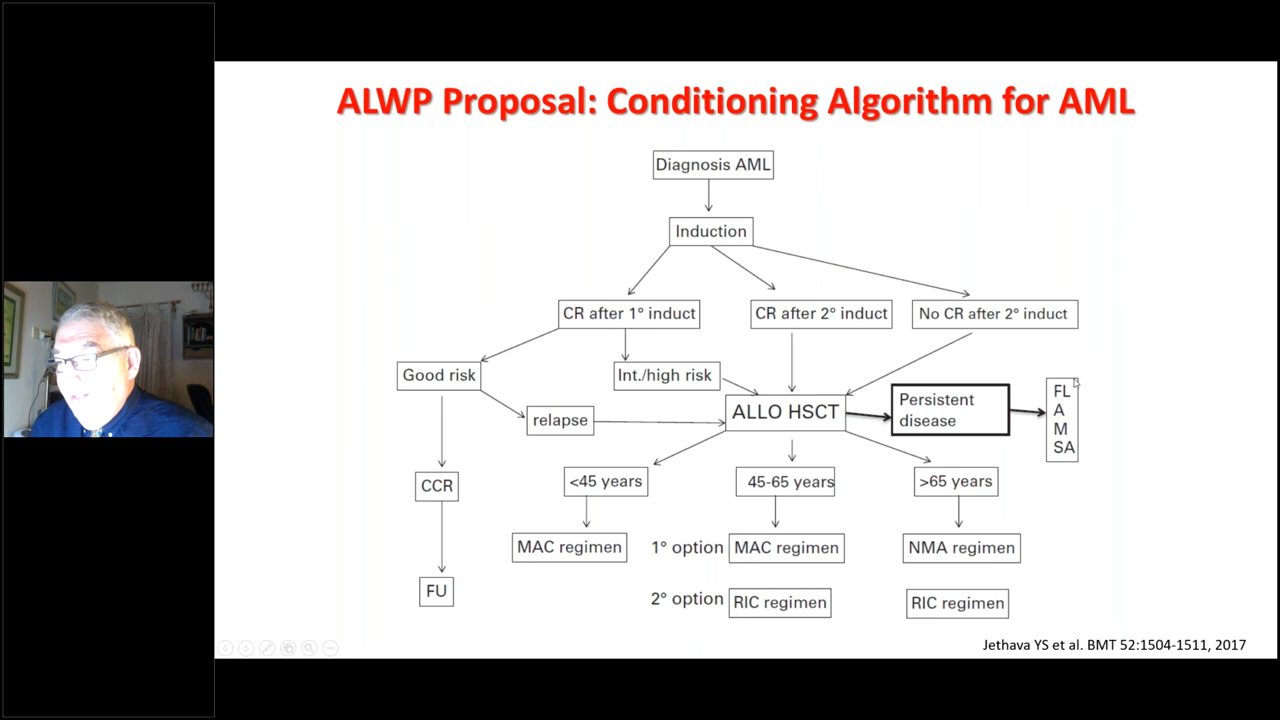 ALWP Proposal: Conditioning Algorithm for AML
Diagnosis AML
Induction
CR after 1° induct
CR after 2° induct
No CR after 2° induct
Good risk
Int./high risk
relapse
ALLO HSCT
Persistent
disease
FL
A
M
SA
CCR
<45 years
45-65 years
>65 years
MAC regimen
1° option
MAC regimen
NMA regimen
FU
2° option
RIC regimen
RIC regimen
Jethava YS et al. BMT 52:1504-1511, 2017